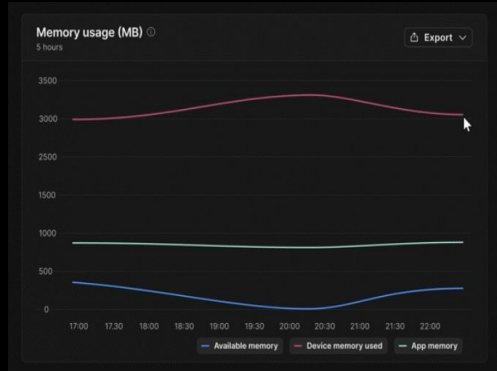 Memory usage (MB)
5 hours
Export
3500
3000
2500
1500
1000
500
0
17:00 17.30 18:00 18:30 19:00 19:30 20:00 20:30 21:00 21:30 22:00
Available memory Device memory used App memory